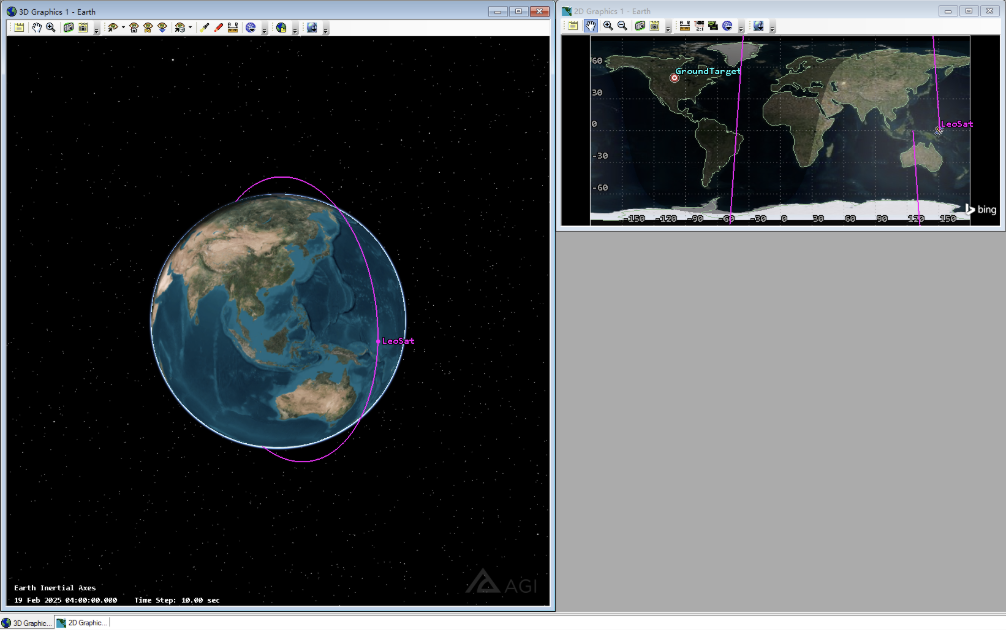 3D Graphics 1 - Earth
LeoSat
Earth Inertial Axes
19 Feb 2025 04:00:00.000 Time Step: 10.00 sec
AGI
2D Graphics 1 - Earth
GroundTarget
LeoSat
60
30
0
-30
-60
-150 -120 -90 -60 -30 0 30 60 90 120 150
bing
3D Graphic...
2D Graphic...